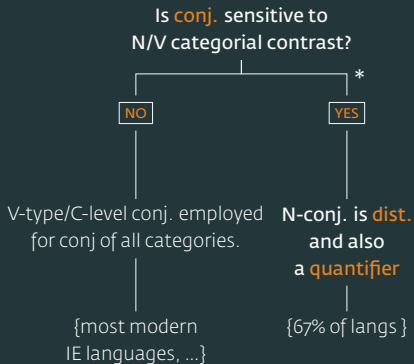 Is conj. sensitive to
N/V categorial contrast?
*
NO
YES
V-type/C-level conj. employed
for conj of all categories.
N-conj. is dist.
and also
a quantifier
{most modern
IE languages, ...}
{67% of langs}